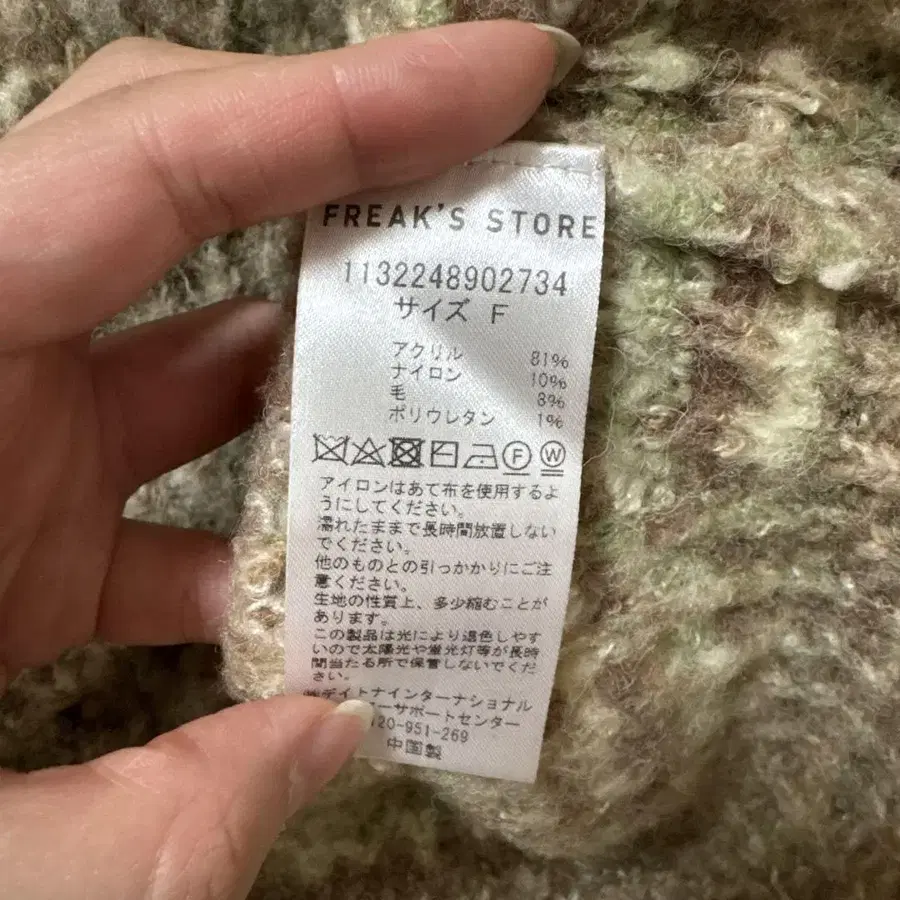 FREAK'S STORE
1132248902734
サイズ F
アクリル 81%
ナイロン 10%
毛 8%
ポリウレタン 1%
F W
アイロンはあて布を使用するよ
うにしてください。
濡れたままで長時間放置しない
でください。
他のものとの引っかかりにご注
意ください。
生地の性質上、多少縮むことが
あります。
この製品は光により退色しやす
いので太陽光や蛍光灯等が長時
間当たる所で保管しないでくだ
さい。
㈱デイトナインターナショナル
ーサポートセンター
120-951-269
中国製